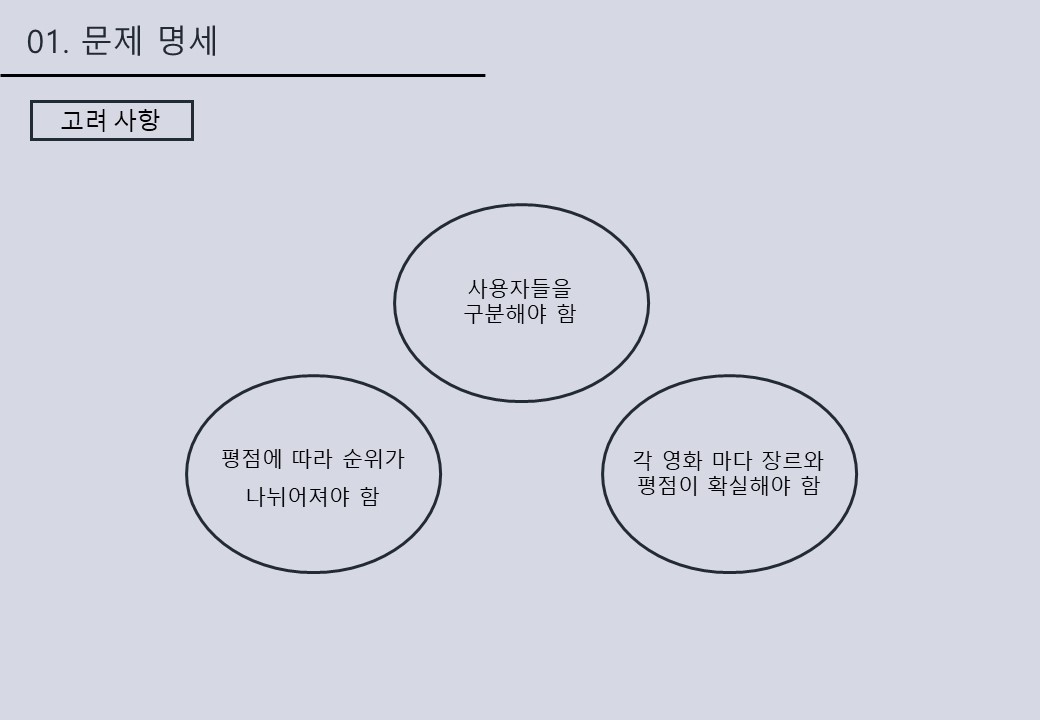 01. 문제 명세
고려 사항
사용자들을
구분해야 함
평점에 따라 순위가
나뉘어져야 함
각 영화 마다 장르와
평점이 확실해야 함